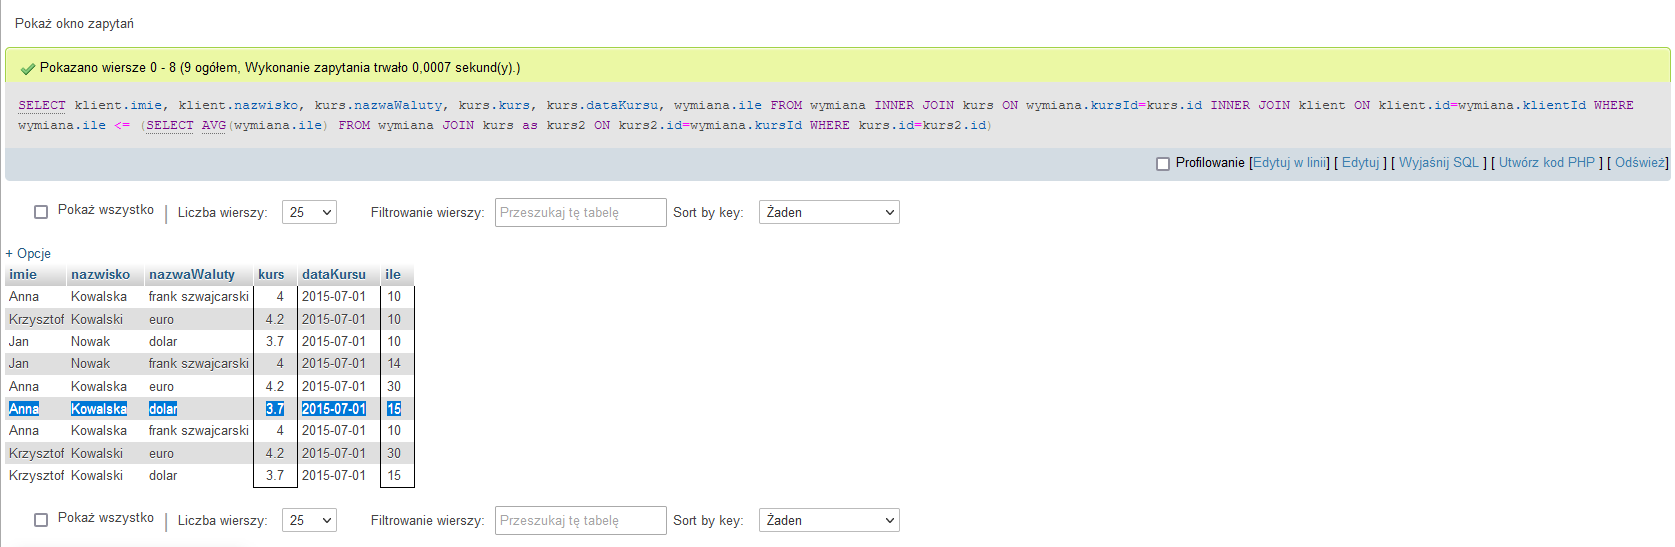 Pokaż okno zapytań
Pokazano wiersze 0 - 8 (9 ogółem, Wykonanie zapytania trwało 0,0007 sekund(y).)
SELECT klient.imie, klient.nazwisko, kurs.nazwaWaluty, kurs.kurs, kurs.dataKursu, wymiana.ile FROM wymiana INNER JOIN kurs ON wymiana.kursId=kurs.id INNER JOIN klient ON klient.id=wymiana.klientId WHERE
wymiana.ile <= (SELECT AVG(wymiana.ile) FROM wymiana JOIN kurs as kurs2 ON kurs2.id=wymiana.kursId WHERE kurs.id=kurs2.id)
Profilowanie [Edytuj w linii] [ Edytuj ] [ Wyjaśnij SQL ] [ Utwórz kod PHP ] [ Odśwież]
Pokaż wszystko | Liczba wierszy: 25 Filtrowanie wierszy: Przeszukaj tę tabelę Sort by key: Żaden
+ Opcje
imie nazwisko nazwaWaluty kurs dataKursu ile
Anna Kowalska frank szwajcarski 4 2015-07-01 10
Krzysztof Kowalski euro 4.2 2015-07-01 10
Jan Nowak dolar 3.7 2015-07-01 10
Jan Nowak frank szwajcarski 4 2015-07-01 14
Anna Kowalska euro 4.2 2015-07-01 30
Anna Kowalska dolar 3.7 2015-07-01 15
Anna Kowalska frank szwajcarski 4 2015-07-01 10
Krzysztof Kowalski euro 4.2 2015-07-01 30
Krzysztof Kowalski dolar 3.7 2015-07-01 15
Pokaż wszystko | Liczba wierszy: 25 Filtrowanie wierszy: Przeszukaj tę tabelę Sort by key: Żaden